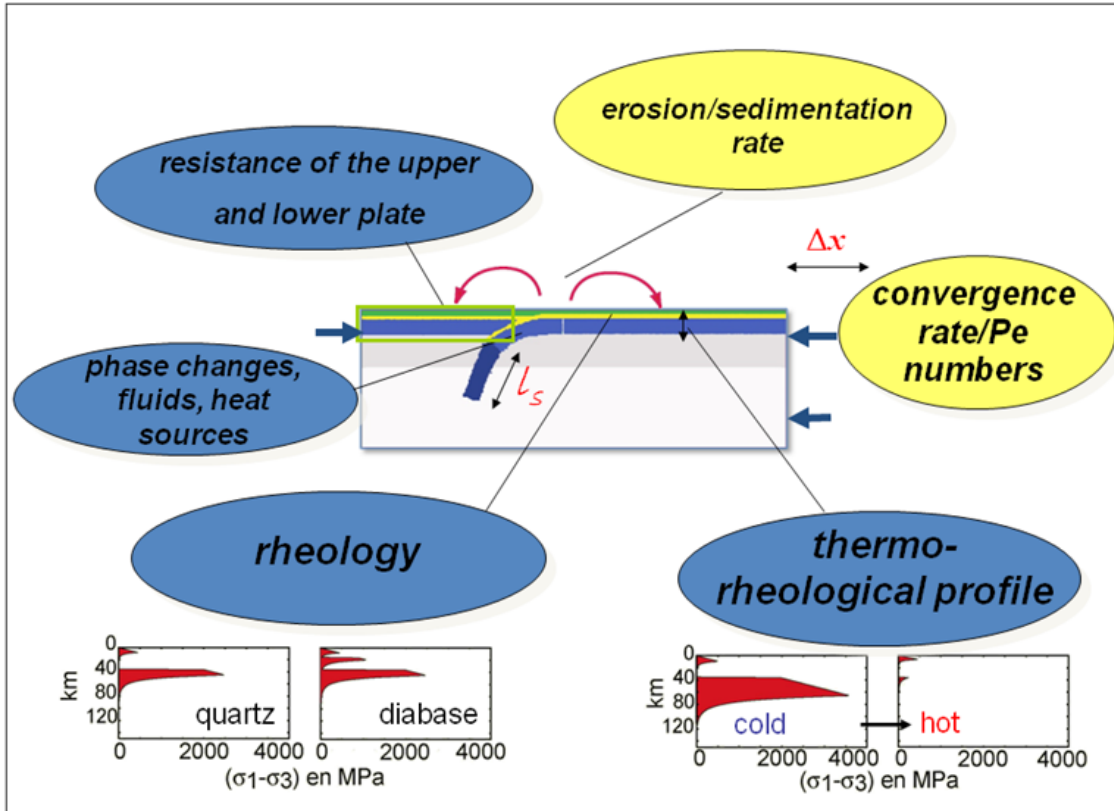 erosion/sedimentation
rate
resistance of the upper
and lower plate
Δx
convergence
rate/Pe
numbers
phase changes,
fluids, heat
sources
ls
rheology
thermo-
rheological profile
0
40
80
120
km
quartz
0 2000 4000
diabase
0 2000 4000
(σ1-σ3) en MPa
0
40
80
120
km
cold
hot
0 2000 4000
0 2000 4000
(σ1-σ3) en MPa